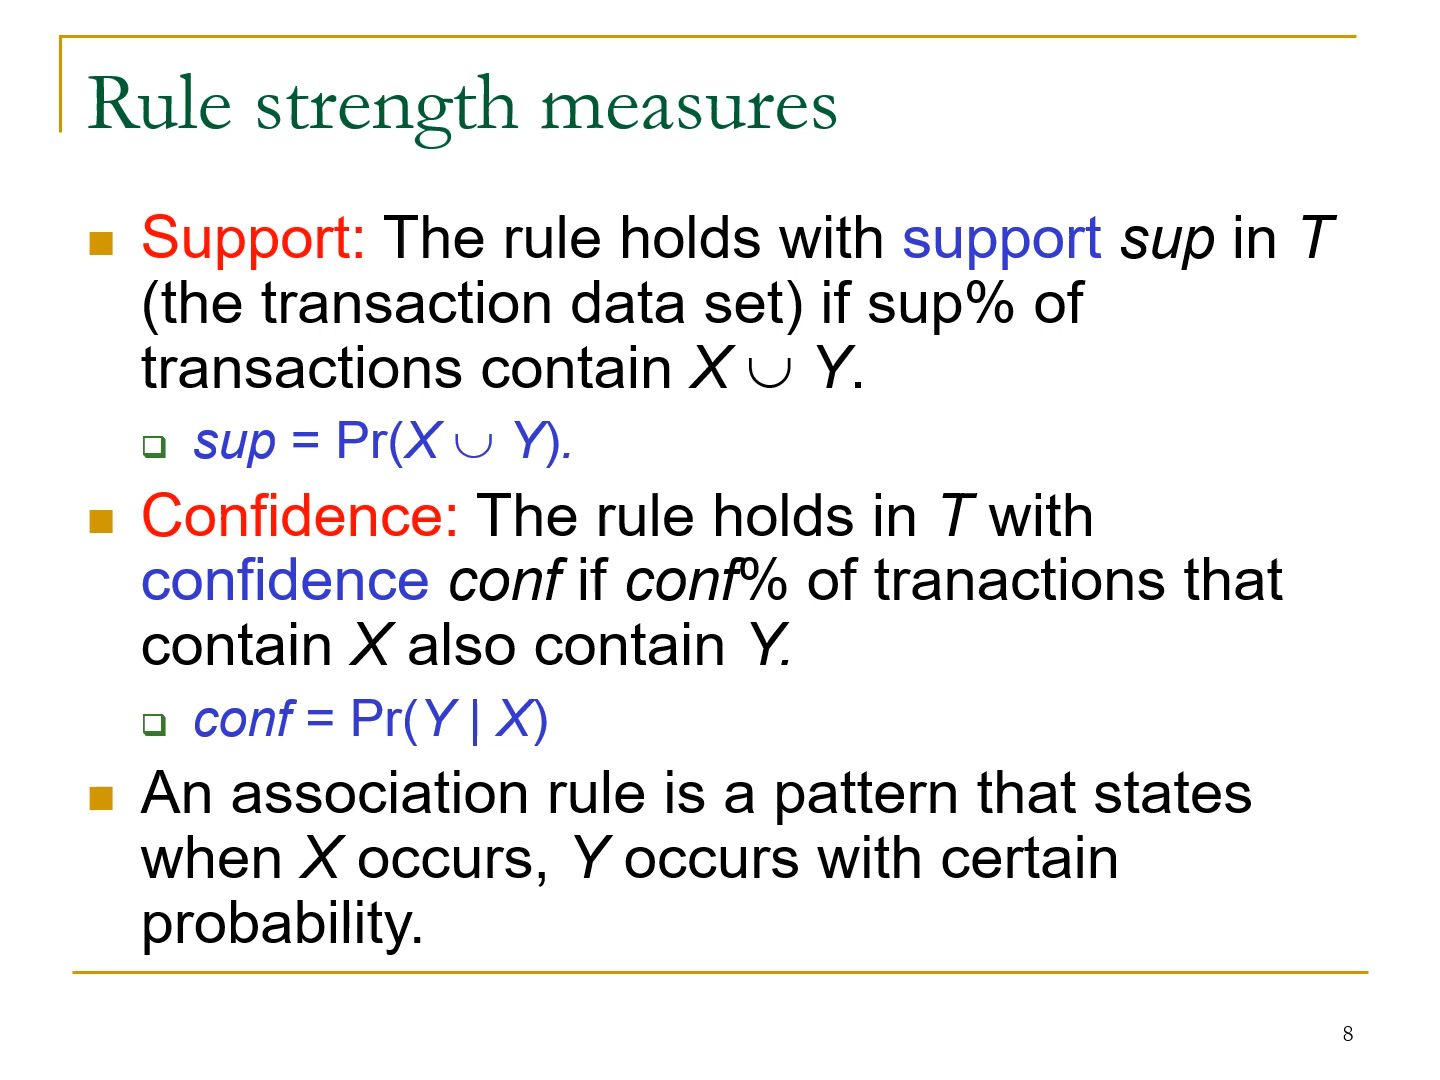 Rule strength measures
Support: The rule holds with support sup in T
(the transaction data set) if sup% of
transactions contain X ∪ Y.
sup = Pr(X ∪ Y).
Confidence: The rule holds in T with
confidence conf if conf% of tranactions that
contain X also contain Y.
conf = Pr(Y | X)
An association rule is a pattern that states
when X occurs, Y occurs with certain
probability.
8